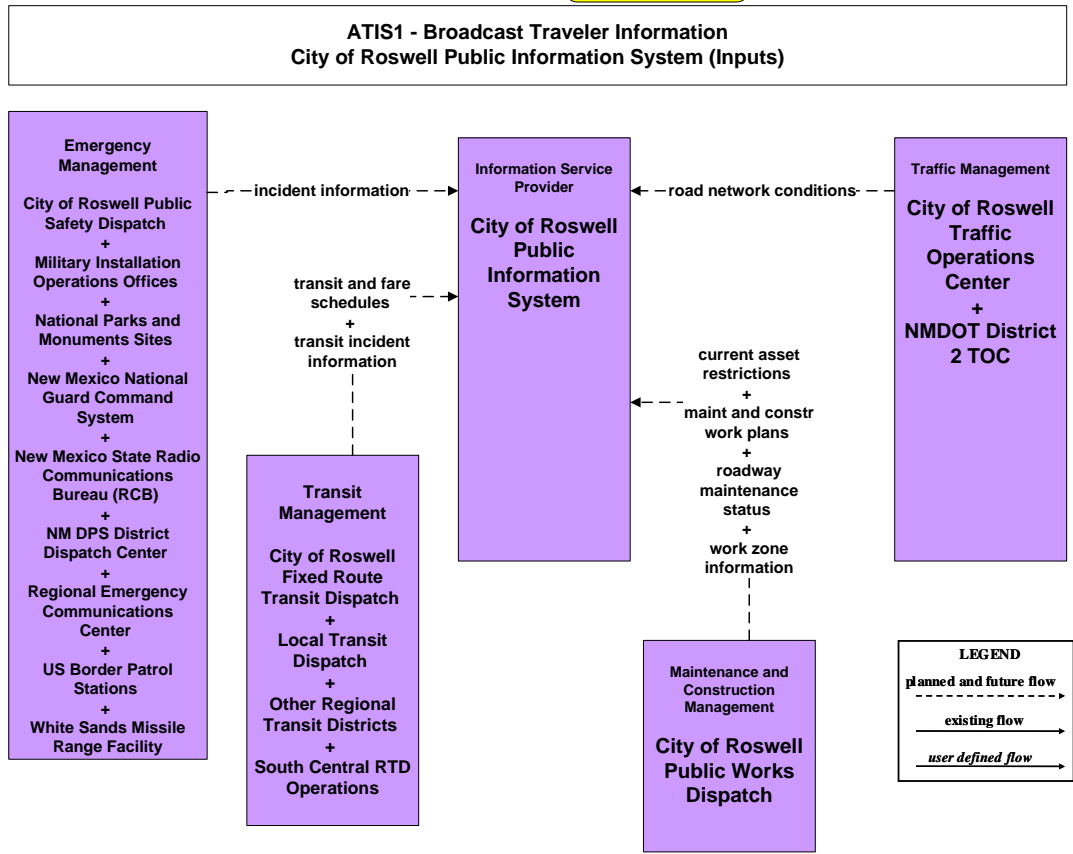 ATIS1 - Broadcast Traveler Information
City of Roswell Public Information System (Inputs)
Emergency
Management
City of Roswell Public
Safety Dispatch
+
Military Installation
Operations Offices
+
National Parks and
Monuments Sites
+
New Mexico National
Guard Command
System
+
New Mexico State Radio
Communications
Bureau (RCB)
+
NM DPS District
Dispatch Center
+
Regional Emergency
Communications
Center
+
US Border Patrol
Stations
+
White Sands Missile
Range Facility
incident information
transit and fare
schedules
+
transit incident
information
Transit
Management
City of Roswell
Fixed Route
Transit Dispatch
+
Local Transit
Dispatch
+
Other Regional
Transit Districts
+
South Central RTD
Operations
Information Service
Provider
City of Roswell
Public
Information
System
road network conditions
current asset
restrictions
+
maint and constr
work plans
+
roadway
maintenance
status
+
work zone
information
Maintenance and
Construction
Management
City of Roswell
Public Works
Dispatch
Traffic Management
City of Roswell
Traffic
Operations
Center
+
NMDOT District
2 TOC
LEGEND
planned and future flow
existing flow
user defined flow